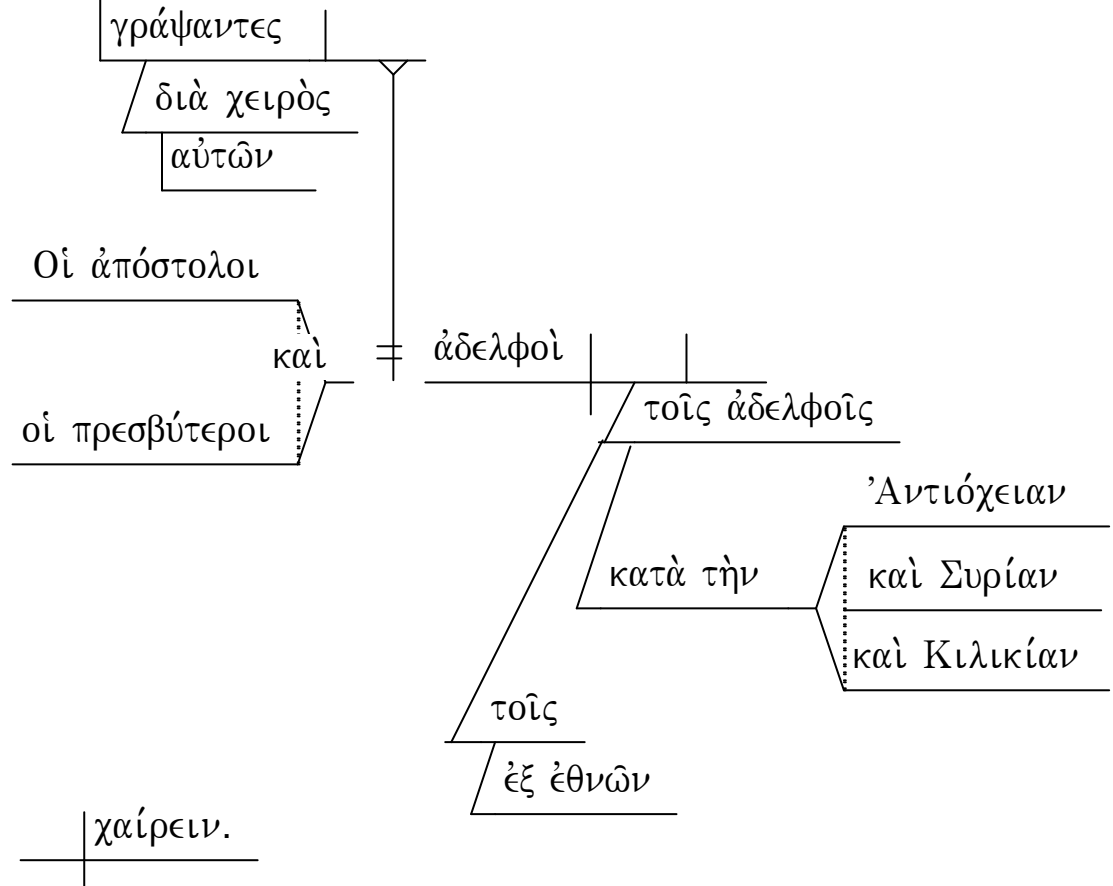 γράψαντες
διὰ χειρὸς
αὐτῶν
Οἱ ἀπόστολοι
καὶ
ἀδελφοὶ
τοῖς ἀδελφοῖς
οἱ πρεσβύτεροι
Ἀντιόχειαν
κατὰ τὴν
καὶ Συρίαν
καὶ Κιλικίαν
τοῖς
ἐξ ἐθνῶν
χαίρειν.